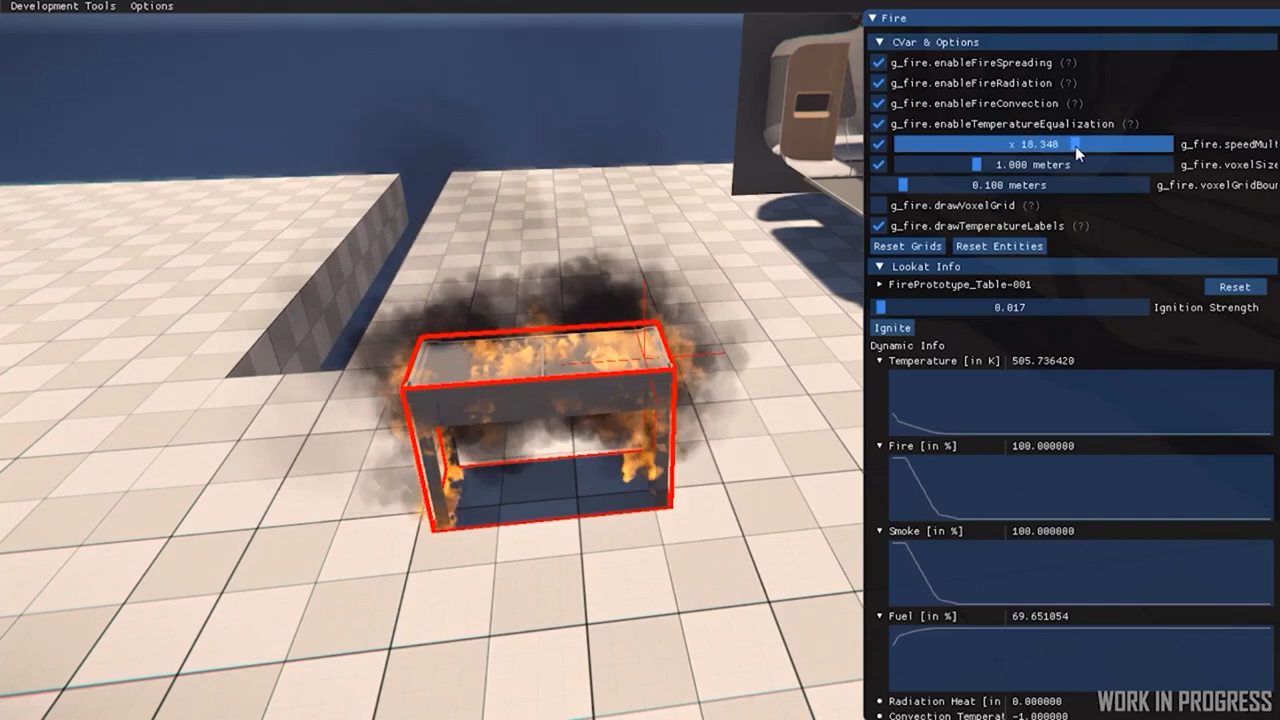 Development Tools Options
Fire
CVar & Options
g_fire.enableFireSpreading (?)
g_fire.enableFireRadiation (?)
g_fire.enableFireConvection (?)
g_fire.enableTemperatureEqualization (?)
x 18.348 g_fire.speedMult
1.000 meters g_fire.voxelSize
0.100 meters g_fire.voxelGridBoun
g_fire.drawVoxelGrid (?)
g_fire.drawTemperatureLabels (?)
Reset Grids Reset Entities
Lookat Info
FirePrototype_Table-001 Reset
0.017 Ignition Strength
Ignite
Dynamic Info
Temperature [in K] 505.736420
Fire [in %] 100.000000
Smoke [in %] 100.000000
Fuel [in %] 69.651054
Radiation Heat [in 0.000000
Convection Temperat -1.000000
WORK IN PROGRESS